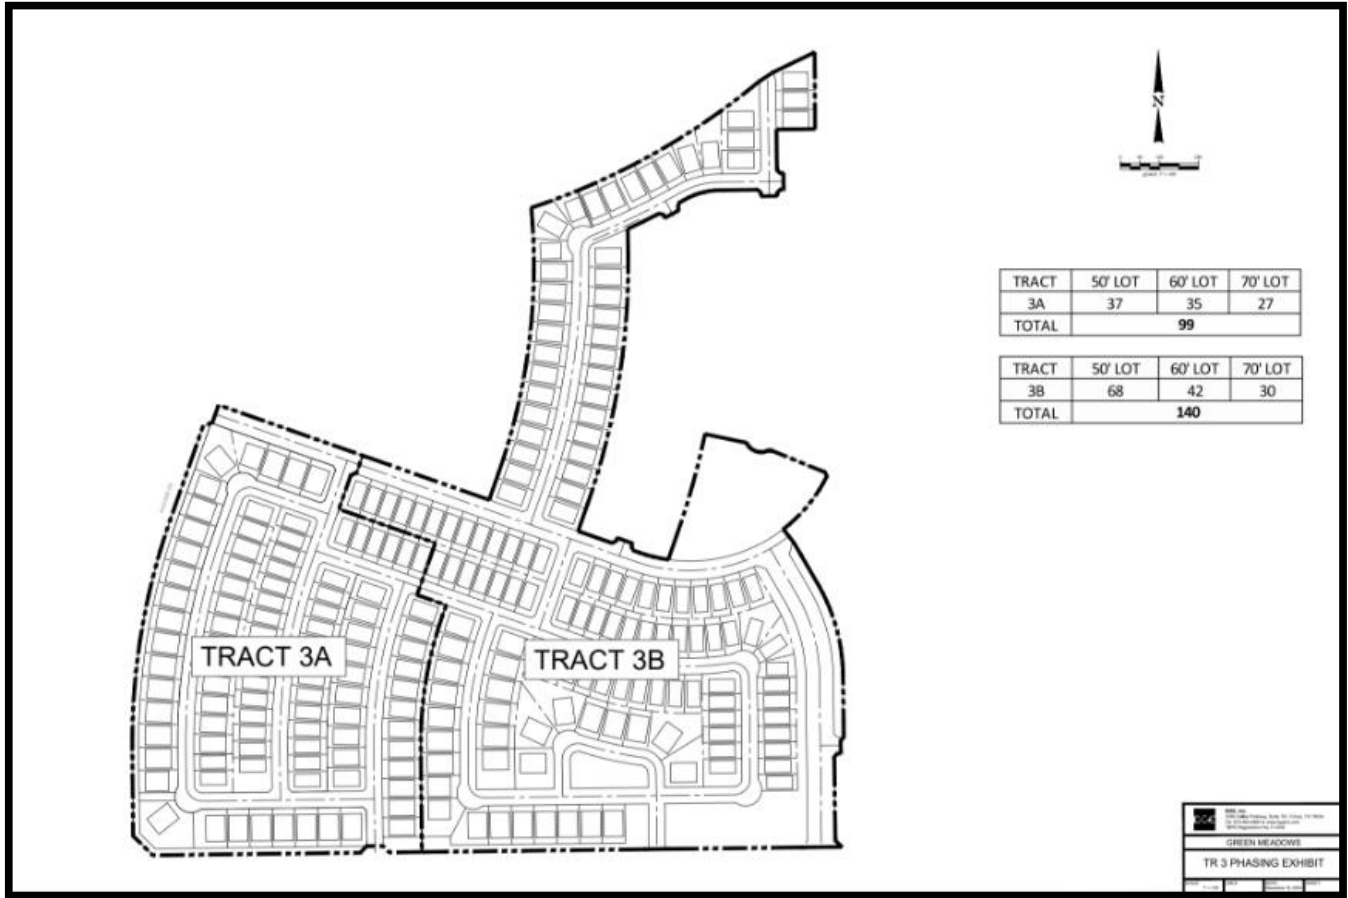 N
TRACT 50' LOT 60' LOT 70' LOT
3A 37 35 27
TOTAL 99
TRACT 50' LOT 60' LOT 70' LOT
3B 68 42 30
TOTAL 140
TRACT 3A
TRACT 3B
GREEN MEADOWS
TR 3 PHASING EXHIBIT